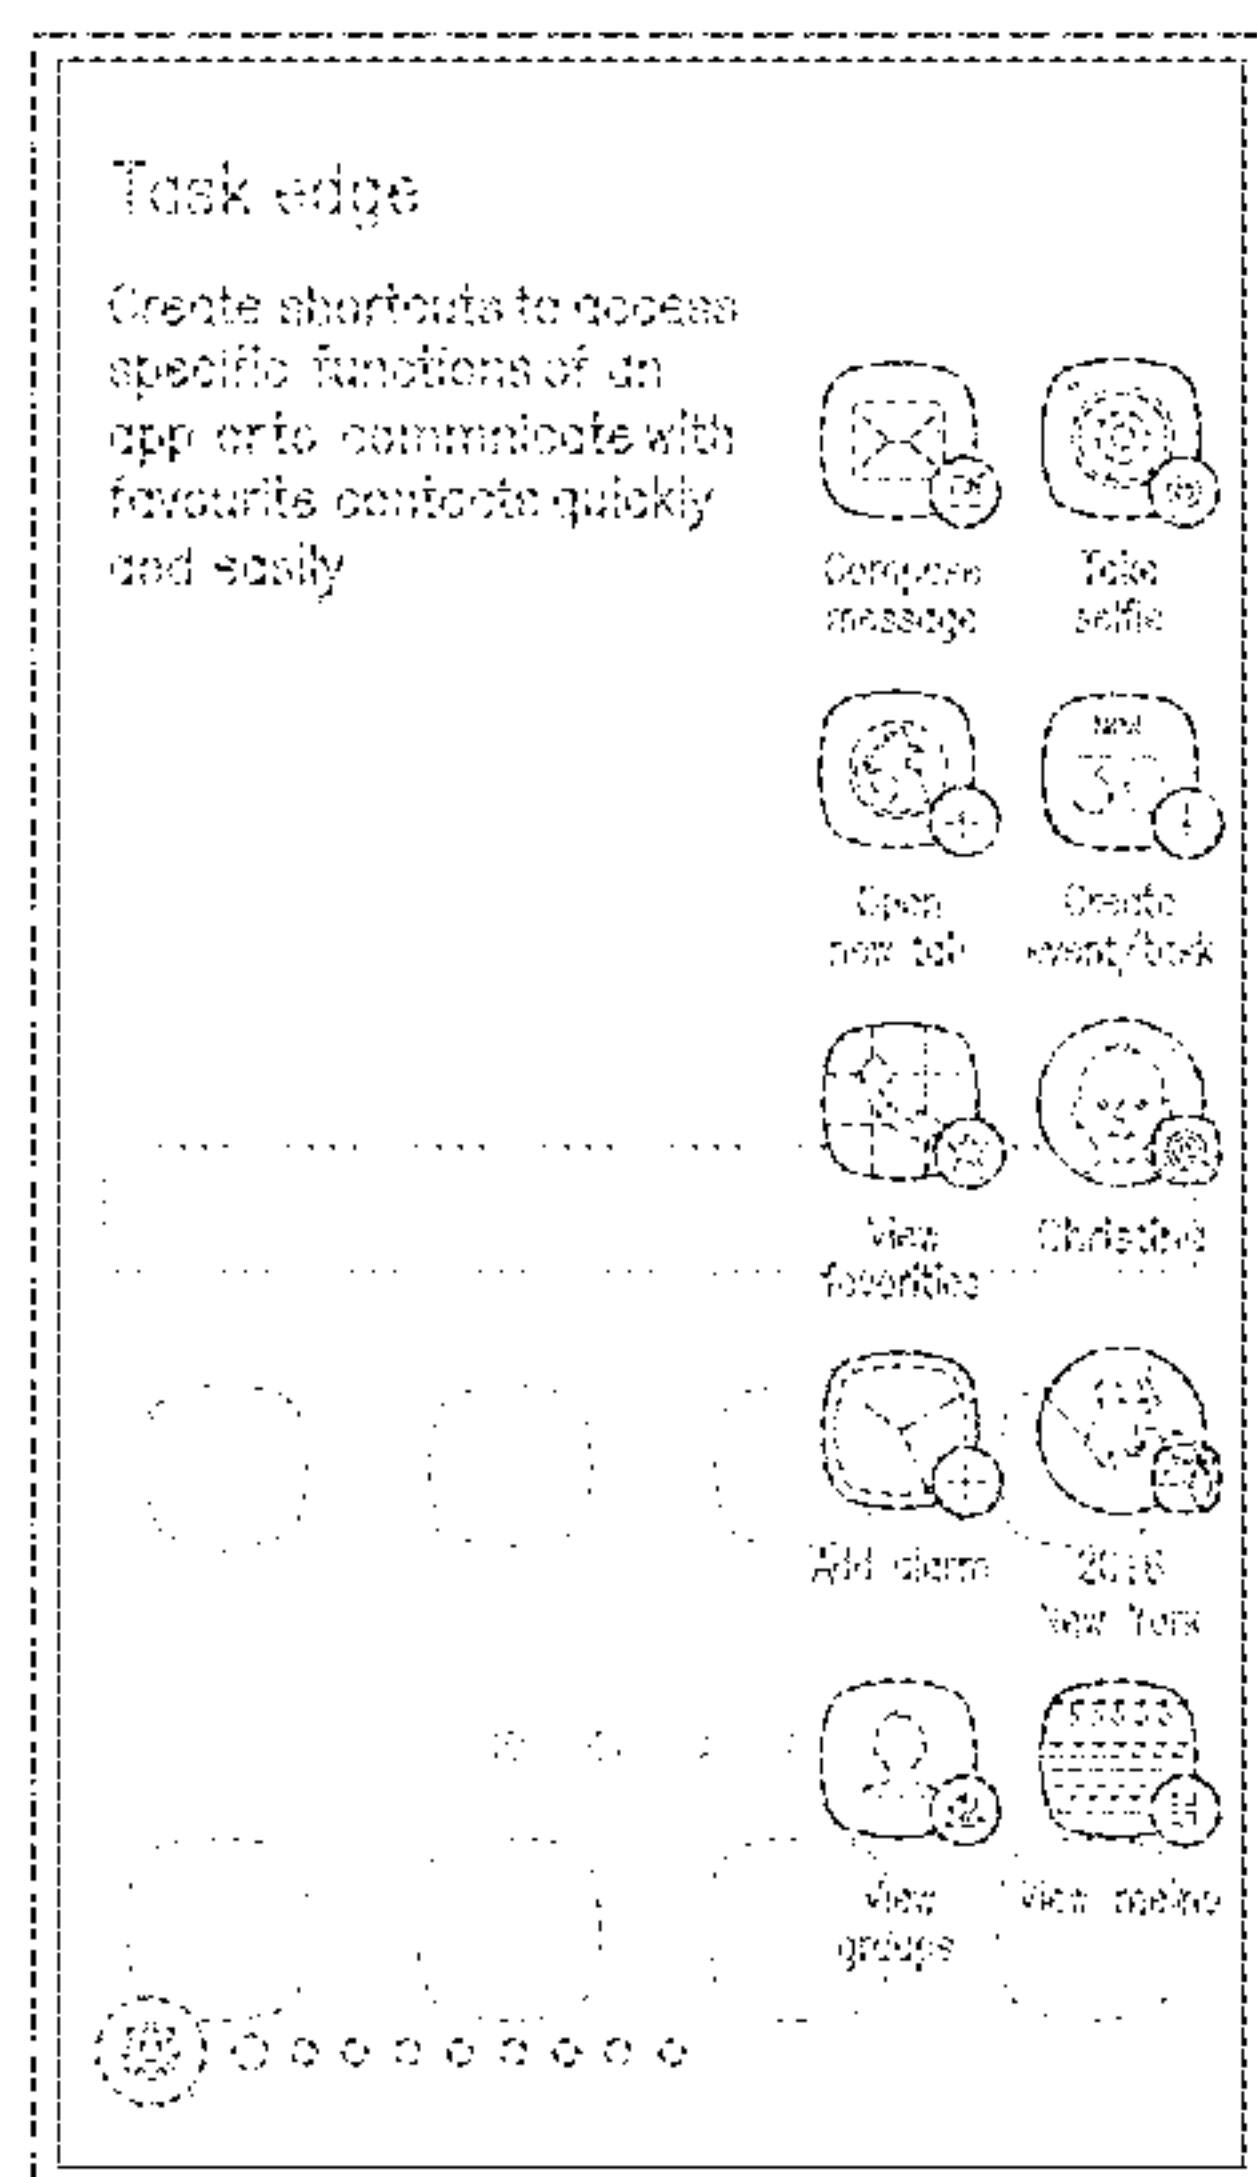 Task edge
Create shortcuts to access
specific functions of an
app or to commnicate with
favourite contacts quickly
and easily
Compose
message
Take
selfie
Open
new tab
Create
event/task
View
favorities
Christina
Add alarm
2016
New York
View
groups
View memo